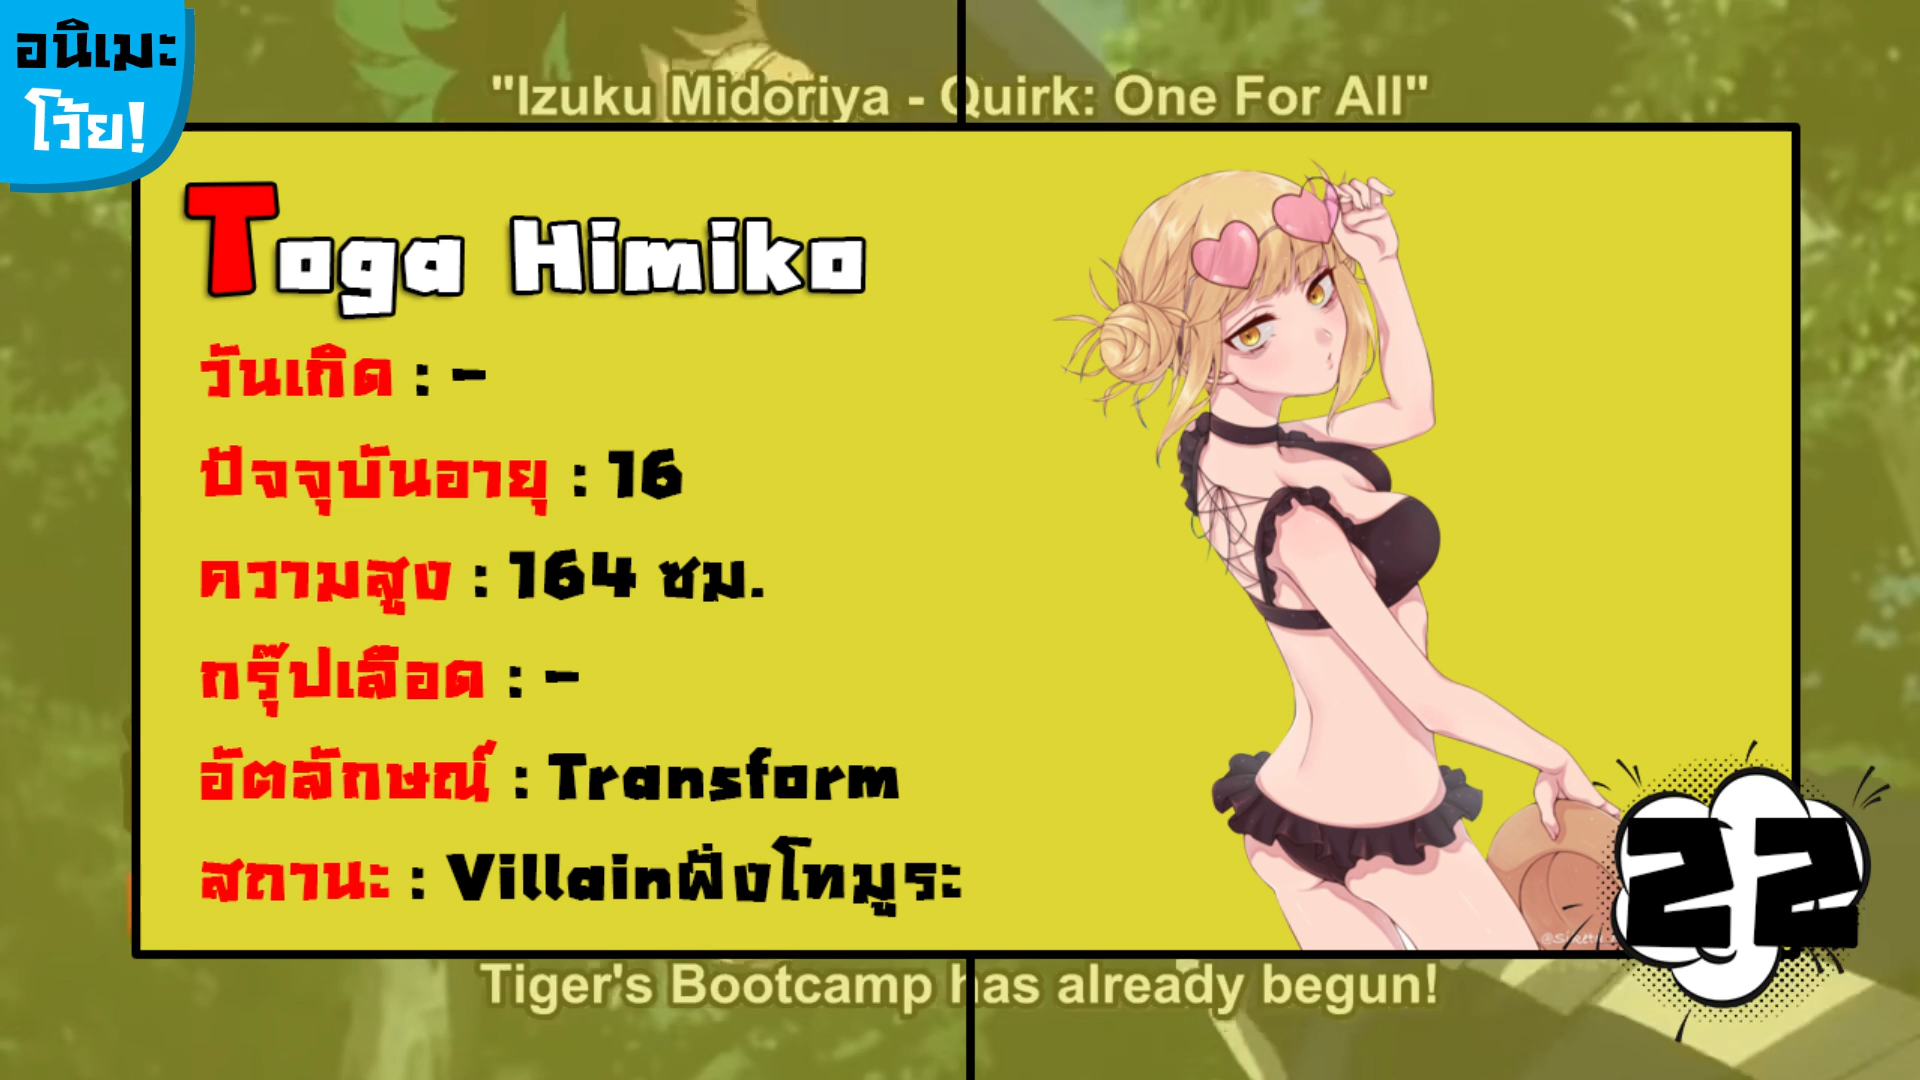 อนิเมะ
โว้ย!
"Izuku Midoriya - Quirk: One For All"
Toga Himiko
วันเกิด : -
ปัจจุบันอายุ : 16
ความสูง : 164 ซม.
กรุ๊ปเลือด : -
อัตลักษณ์ : Transform
สถานะ : Villainฝั่งโทมูระ
22
Tiger's Bootcamp has already begun!